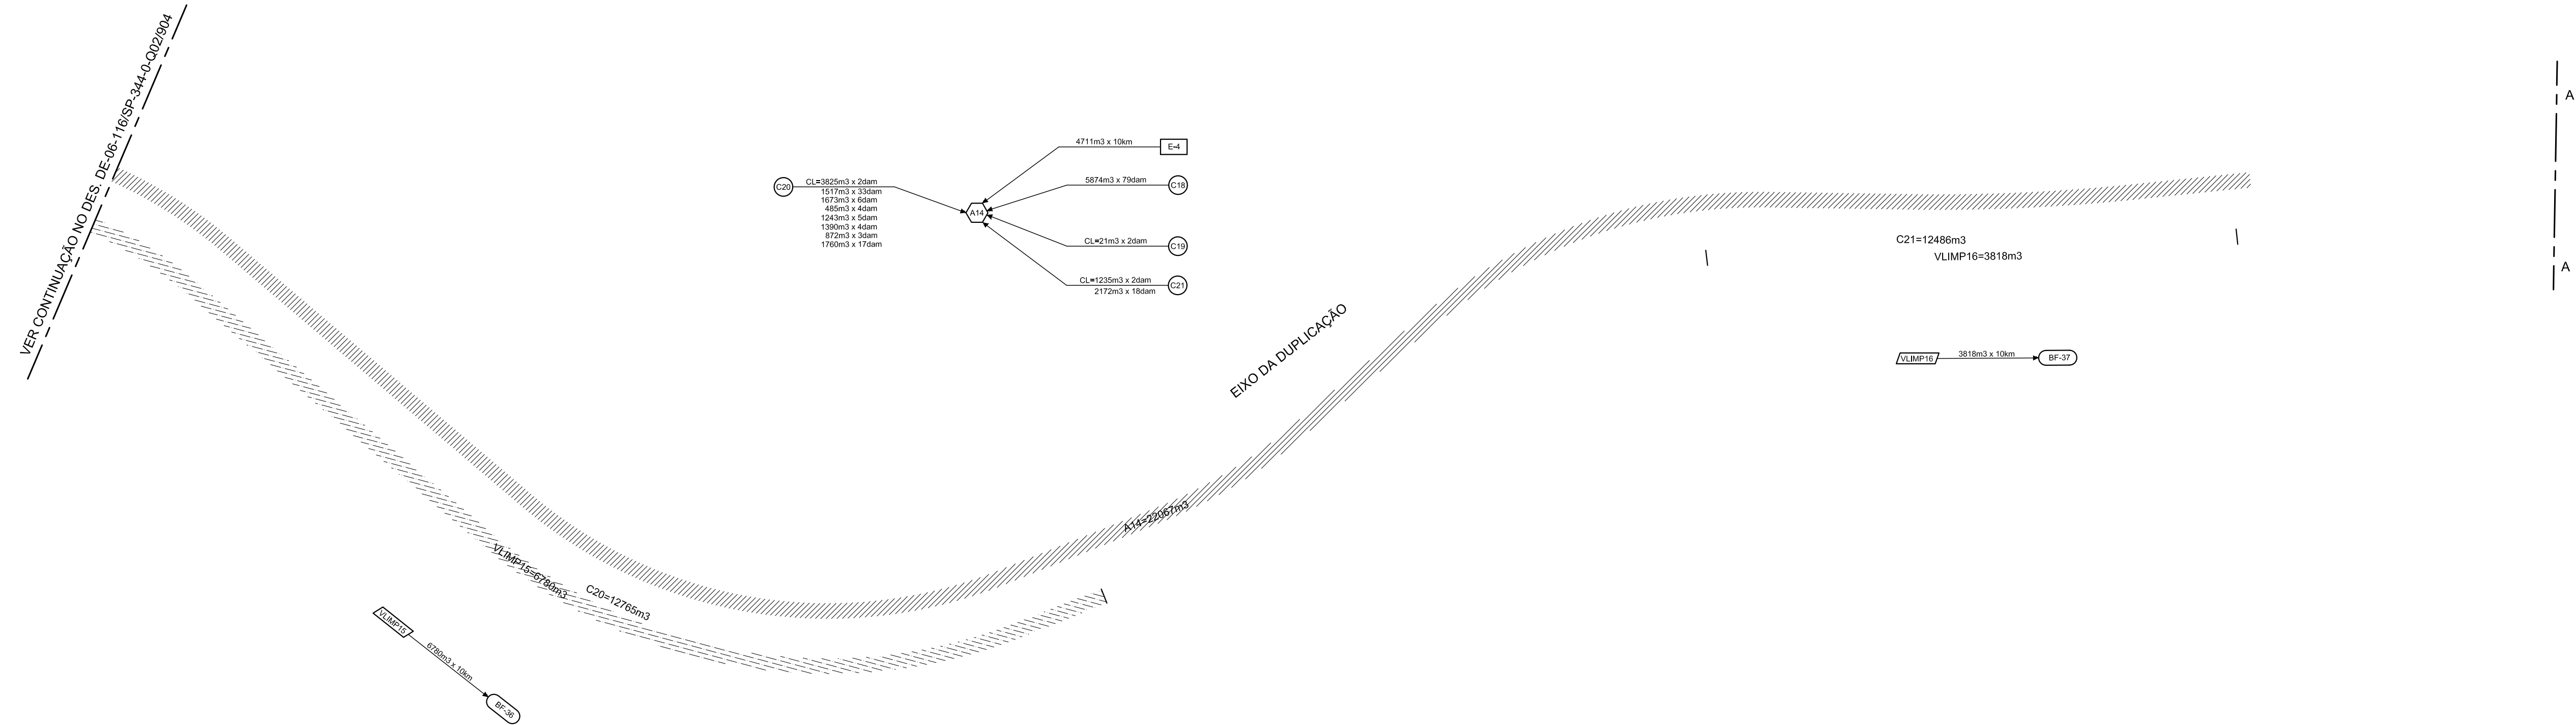 VER CONTINUAÇÃO NO DES. DE-06-116/SP-344-0-Q02/904
C20
CL=3825m3 x 2dam
1517m3 x 33dam
1673m3 x 6dam
485m3 x 4dam
1243m3 x 5dam
1390m3 x 4dam
872m3 x 3dam
1760m3 x 17dam
A14
4711m3 x 10km
E-4
5874m3 x 79dam
C18
CL=21m3 x 2dam
C19
CL=1235m3 x 2dam
2172m3 x 18dam
C21
EIXO DA DUPLICAÇÃO
C21=12486m3
VLIMP16=3818m3
VLIMP16
3818m3 x 10km
BF-37
A
A
A14=22067m3
VLIMP15=6780m3
C20=12765m3
VLIMP15
6780m3 x 10km
BF-36